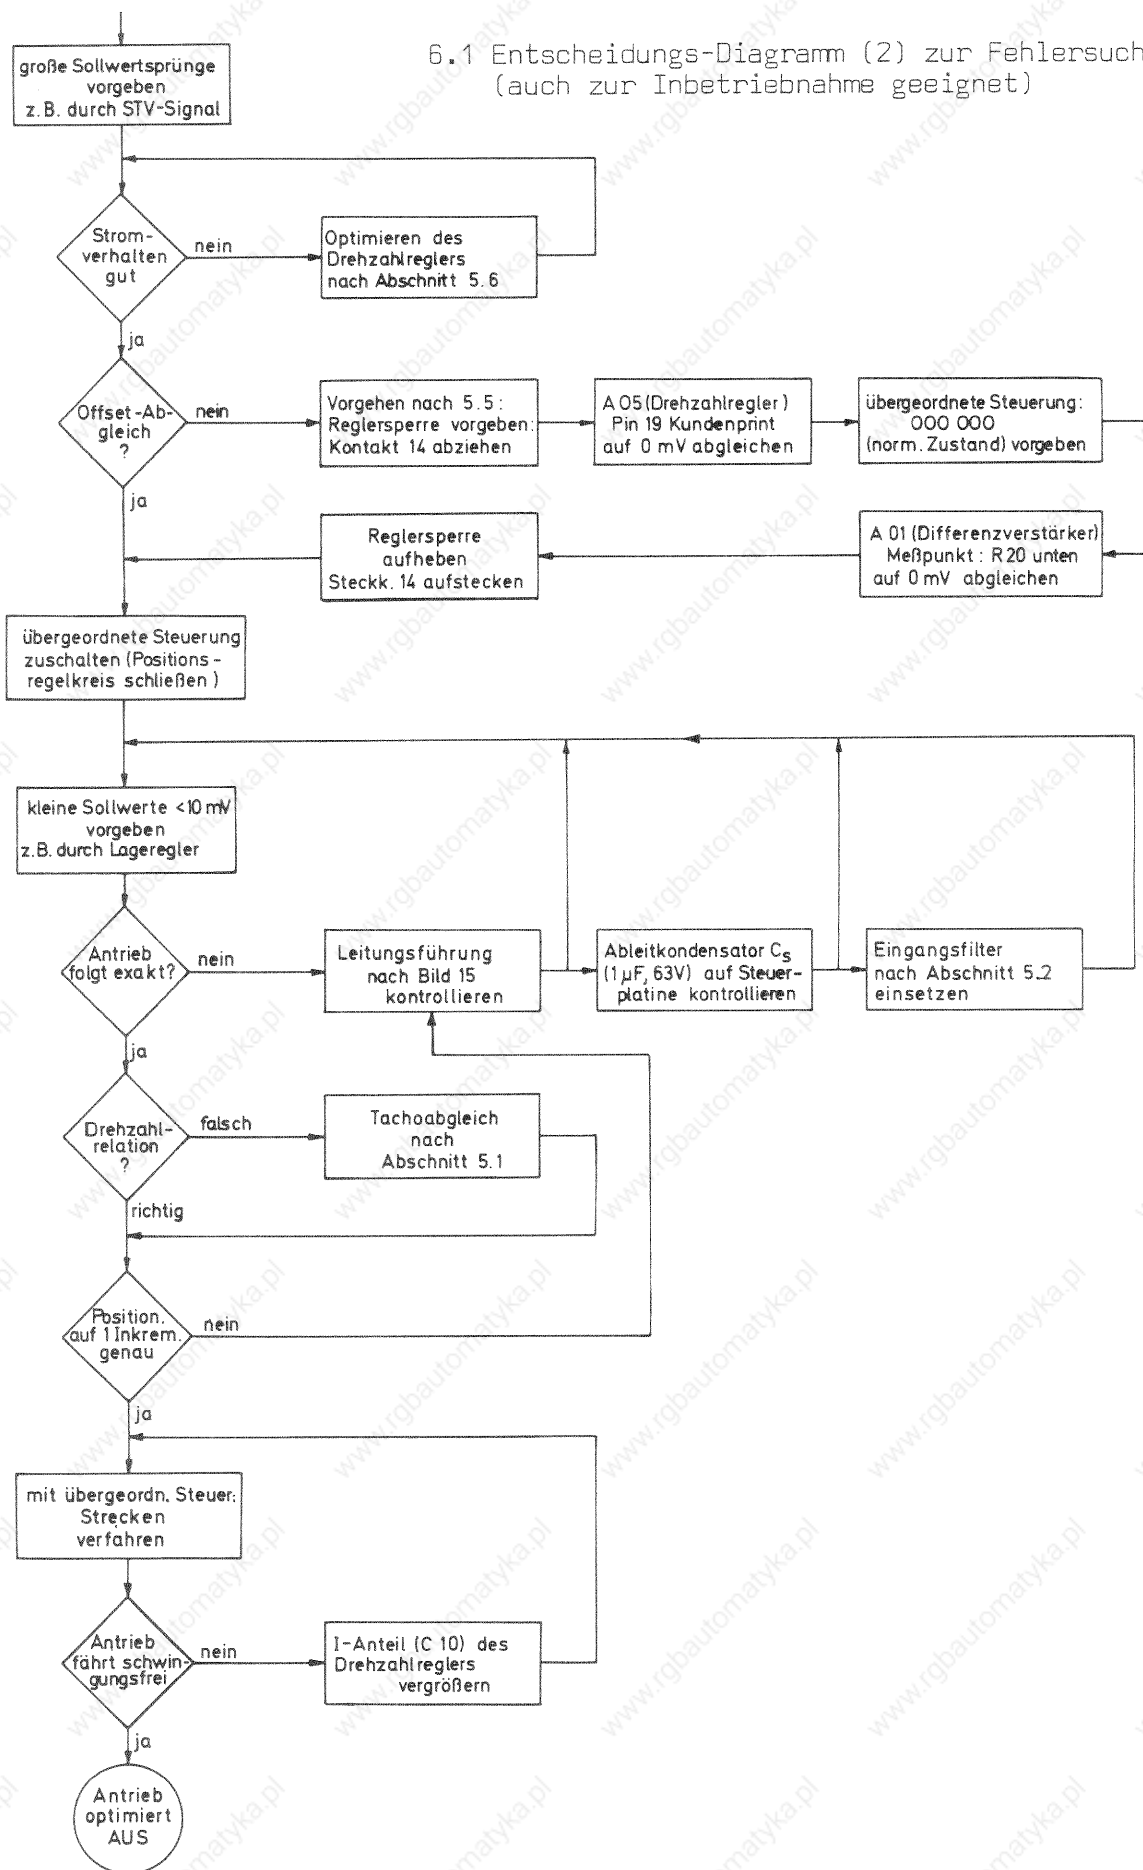 6.1 Entscheidungs-Diagramm (2) zur Fehlersuch
(auch zur Inbetriebnahme geeignet)
große Sollwertsprünge
vorgeben
z.B. durch STV-Signal
Strom-
verhalten
gut
nein
Optimieren des
Drehzahlreglers
nach Abschnitt 5.6
ja
Offset-Ab-
gleich
?
nein
Vorgehen nach 5.5:
Reglersperre vorgeben:
Kontakt 14 abziehen
A 05 (Drehzahlregler)
Pin 19 Kundenprint
auf 0 mV abgleichen
übergeordnete Steuerung:
000 000
(norm. Zustand) vorgeben
ja
Reglersperre
aufheben
Steckk. 14 aufstecken
A 01 (Differenzverstärker)
Meßpunkt: R20 unten
auf 0 mV abgleichen
übergeordnete Steuerung
zuschalten (Positions-
regelkreis schließen)
kleine Sollwerte <10 mV
vorgeben
z.B. durch Lageregler
Antrieb
folgt exakt?
nein
Leitungsführung
nach Bild 15
kontrollieren
Ableitkondensator Cs
(1 µF, 63V) auf Steuer-
platine kontrollieren
Eingangsfilter
nach Abschnitt 5.2
einsetzen
ja
Drehzahl-
relation
?
falsch
Tachoabgleich
nach
Abschnitt 5.1
richtig
Position.
auf 1 Inkrem.
genau
nein
ja
mit übergeordn. Steuer.
Strecken
verfahren
Antrieb
fährt schwin-
gungsfrei
nein
I-Anteil (C 10) des
Drehzahlreglers
vergrößern
ja
Antrieb
optimiert
AUS
www.rgbautomatyka.pl